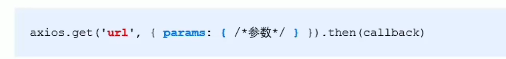 axios.get('url', { params: { /*参数*/ } }).then(callback)